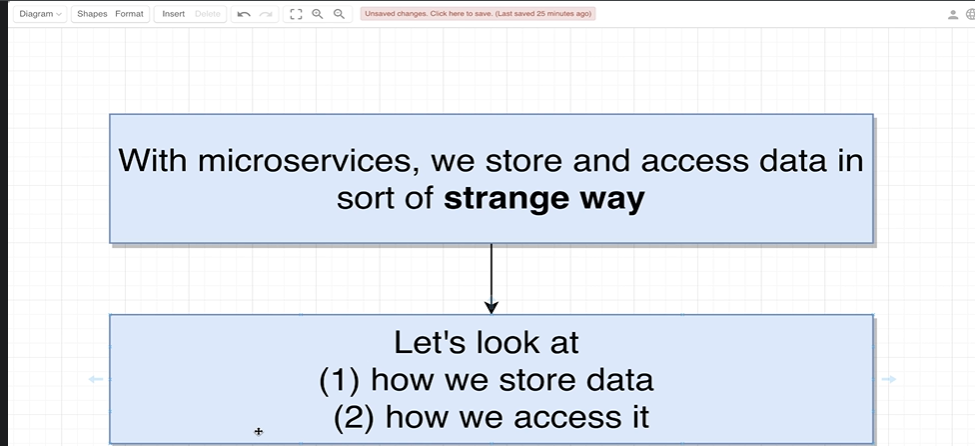 Diagram Shapes Format Insert Delete Unsaved changes. Click here to save. (Last saved 25 minutes ago)
With microservices, we store and access data in
sort of strange way
Let's look at
(1) how we store data
(2) how we access it